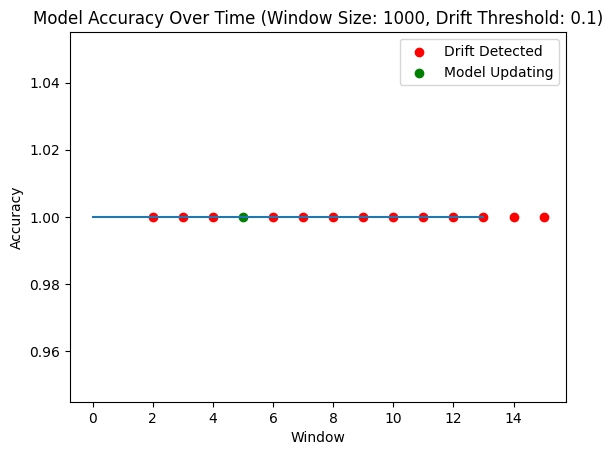 Model Accuracy Over Time (Window Size: 1000, Drift Threshold: 0.1)
Drift Detected
Model Updating
1.04
1.02
1.00
0.98
0.96
Accuracy
0 2 4 6 8 10 12 14
Window